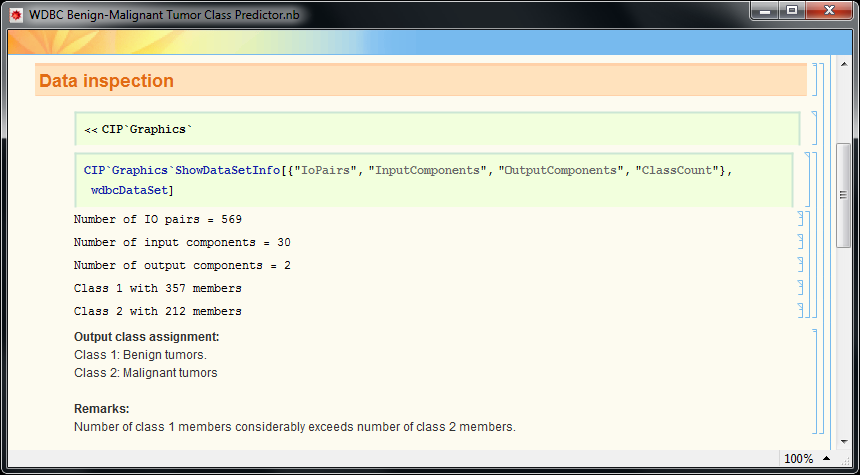 WDBC Benign-Malignant Tumor Class Predictor.nb
Data inspection
<< CIP`Graphics`
CIP`Graphics`ShowDataSetInfo[{"IoPairs", "InputComponents", "OutputComponents", "ClassCount"},
wdbcDataSet]
Number of IO pairs = 569
Number of input components = 30
Number of output components = 2
Class 1 with 357 members
Class 2 with 212 members
Output class assignment:
Class 1: Benign tumors.
Class 2: Malignant tumors
Remarks:
Number of class 1 members considerably exceeds number of class 2 members.
100%